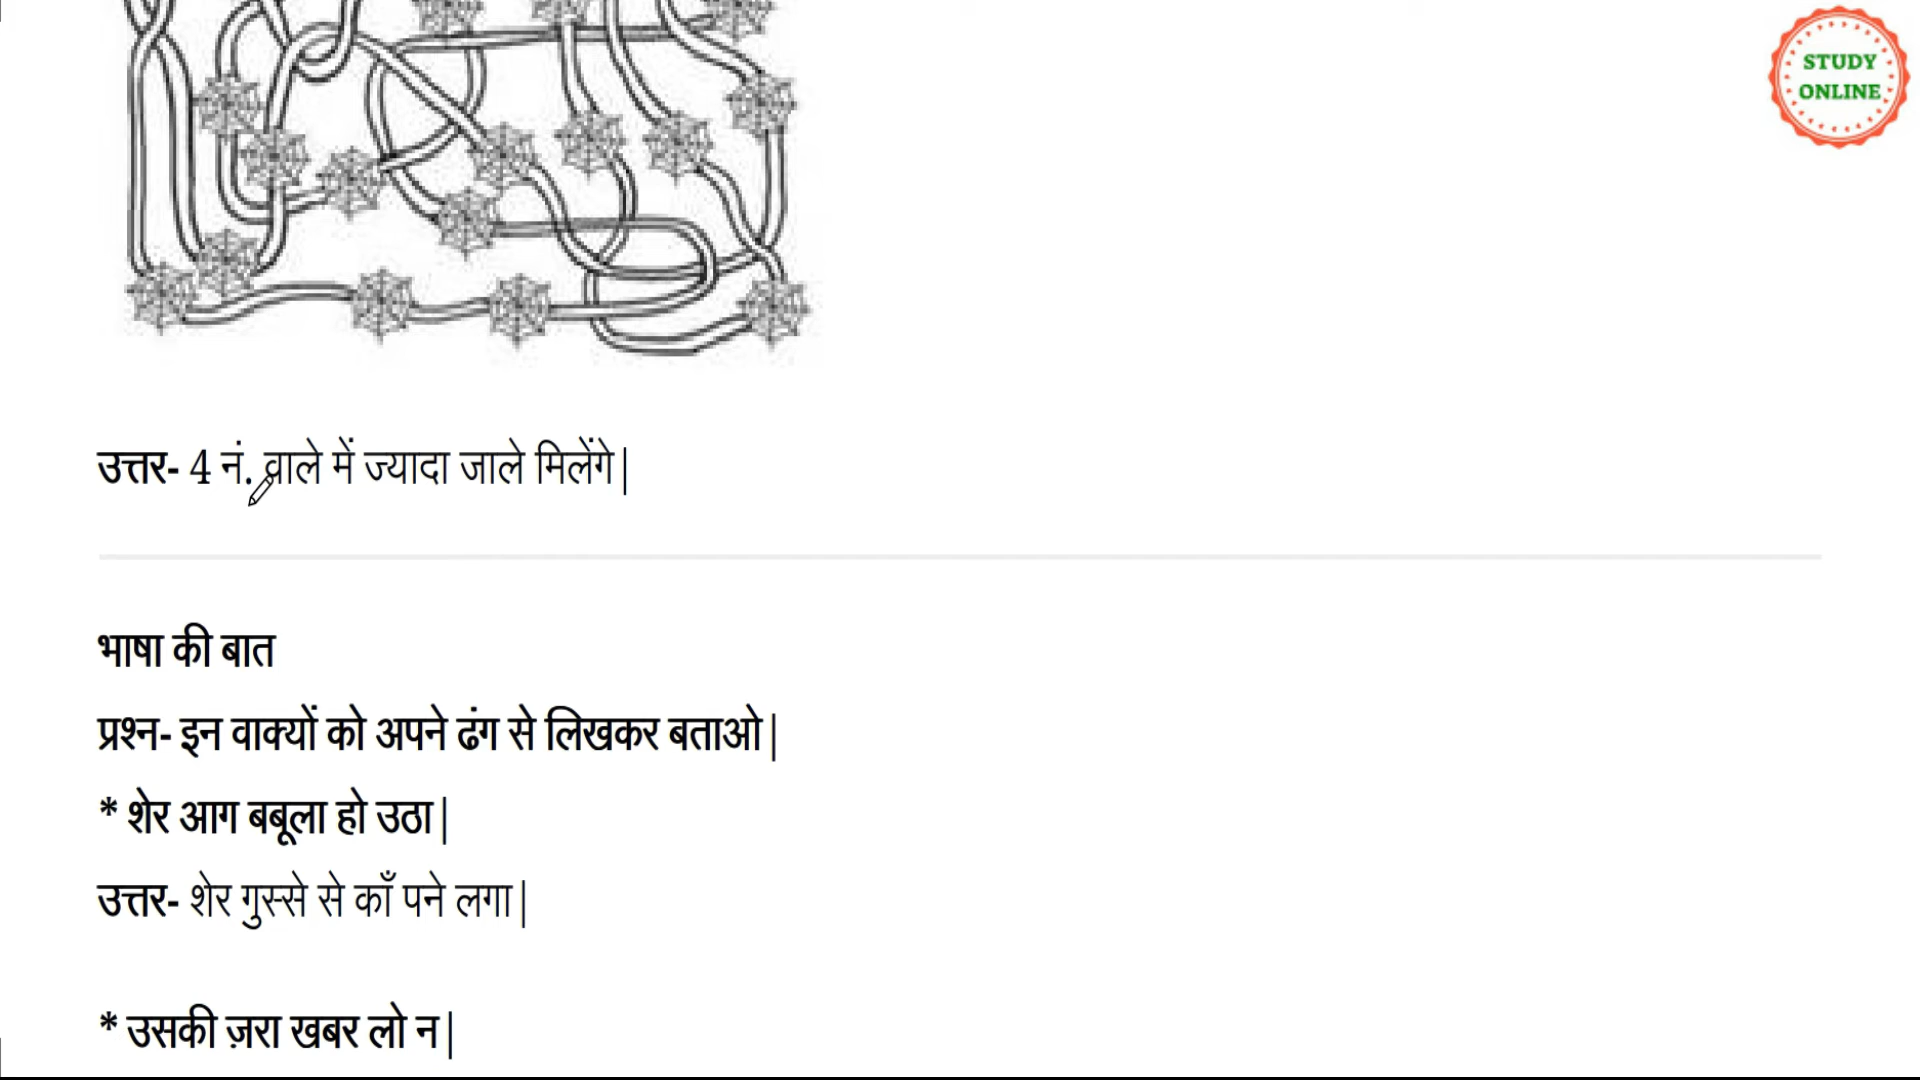 STUDY
ONLINE
उत्तर- 4 नं. वाले में ज्यादा जाले मिलेंगे|
भाषा की बात
प्रश्न- इन वाक्यों को अपने ढंग से लिखकर बताओ|
* शेर आग बबूला हो उठा|
उत्तर- शेर गुस्से से काँ पने लगा|
* उसकी ज़रा खबर लो न|